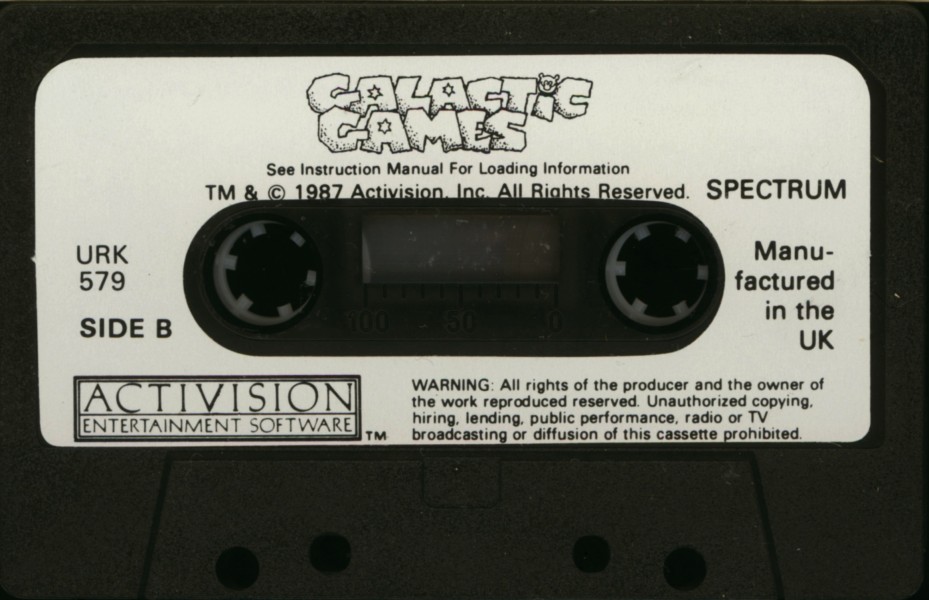 GALACTIC
GAMES
See Instruction Manual For Loading Information
TM & © 1987 Activision, Inc. All Rights Reserved. SPECTRUM
URK
579
SIDE B
Manu-
factured
in the
UK
100 50 0
ACTIVISION
ENTERTAINMENT SOFTWARE TM
WARNING: All rights of the producer and the owner of
the work reproduced reserved. Unauthorized copying,
hiring, lending, public performance, radio or TV
broadcasting or diffusion of this cassette prohibited.